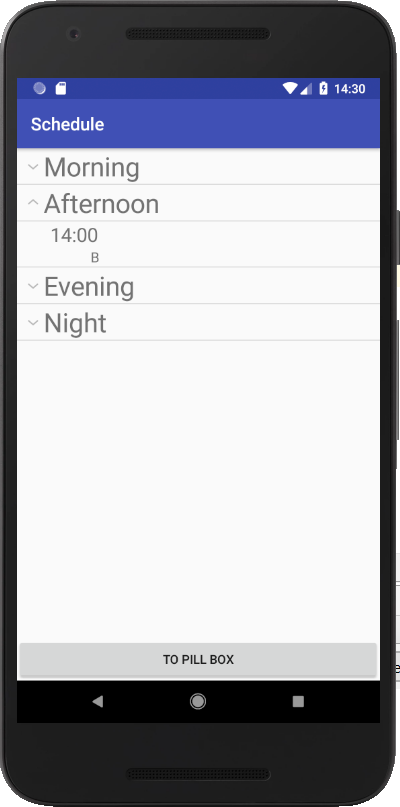 14:30
Schedule
Morning
Afternoon
14:00
B
Evening
Night
TO PILL BOX
e